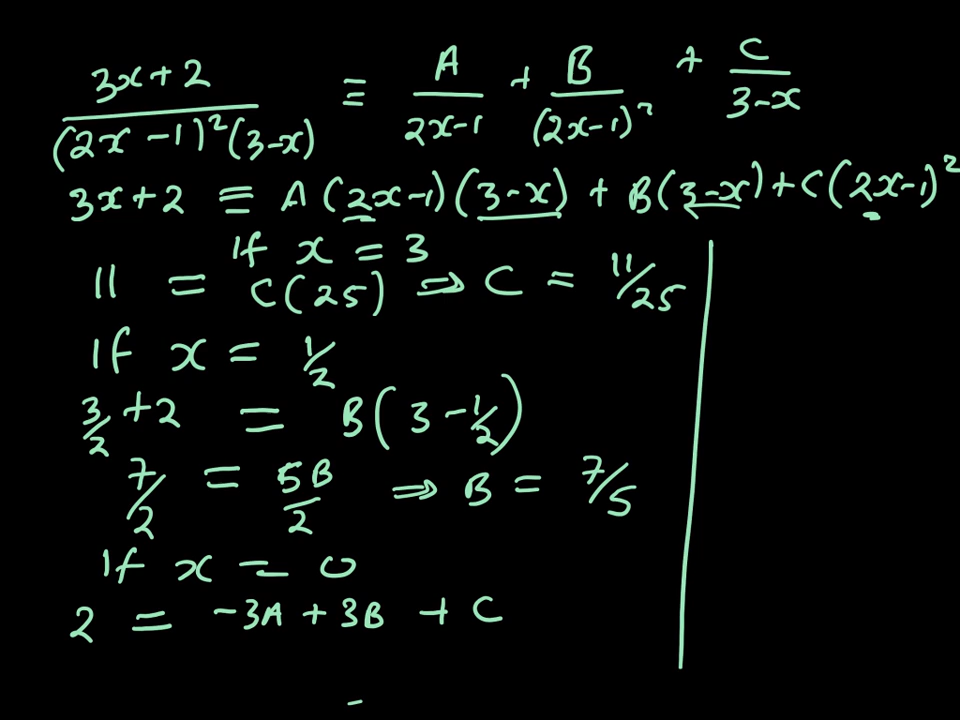 3x+2 / (2x-1)²(3-x) ≡ A / 2x-1 + B / (2x-1)² + C / 3-x
3x+2 ≡ A(2x-1)(3-x) + B(3-x) + C(2x-1)²
If x = 3
11 = C(25) ⇒ C = 11/25
If x = 1/2
3/2 + 2 = B(3 - 1/2)
7/2 = 5B/2 ⇒ B = 7/5
If x = 0
2 = -3A + 3B + C